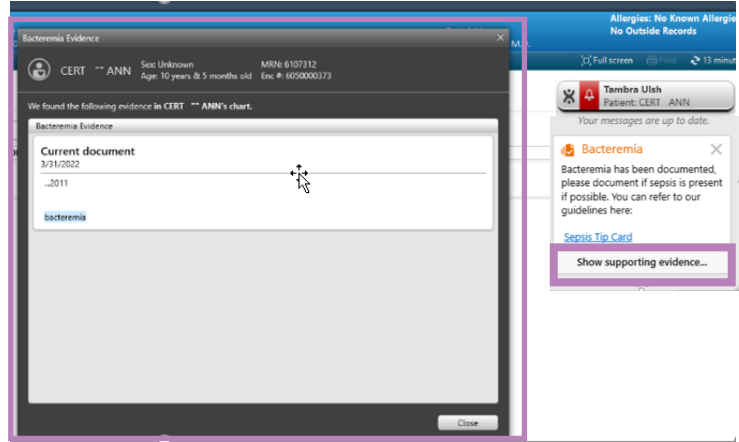 Allergies: No Known Allergie
No Outside Records
M.D.
Full screen Print 13 minut
Bacteremia Evidence
CERT ** ANN
Sex: Unknown MRN: 6107312
Age: 10 years & 5 months old Enc #: 6050000373
We found the following evidence in CERT ** ANN's chart.
Bacteremia Evidence
Current document
3/31/2022
...2011
bacteremia
Close
Tambra Ulsh
Patient: CERT ANN
Your messages are up to date.
Bacteremia
Bacteremia has been documented,
please document if sepsis is present
if possible. You can refer to our
guidelines here:
Sepsis Tip Card
Show supporting evidence...